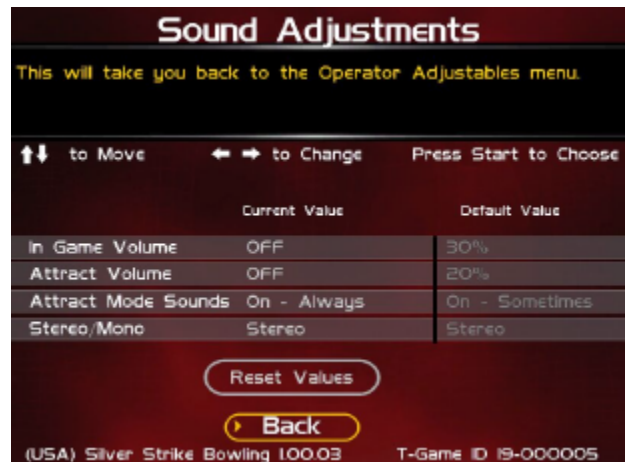 Sound Adjustments
This will take you back to the Operator Adjustables menu.
to Move to Change Press Start to Choose
Current Value Default Value
In Game Volume OFF 30%
Attract Volume OFF 20%
Attract Mode Sounds On - Always On - Sometimes
Stereo/Mono Stereo Stereo
Reset Values
Back
(USA) Silver Strike Bowling 1.00.03 T-Game ID 19-000005